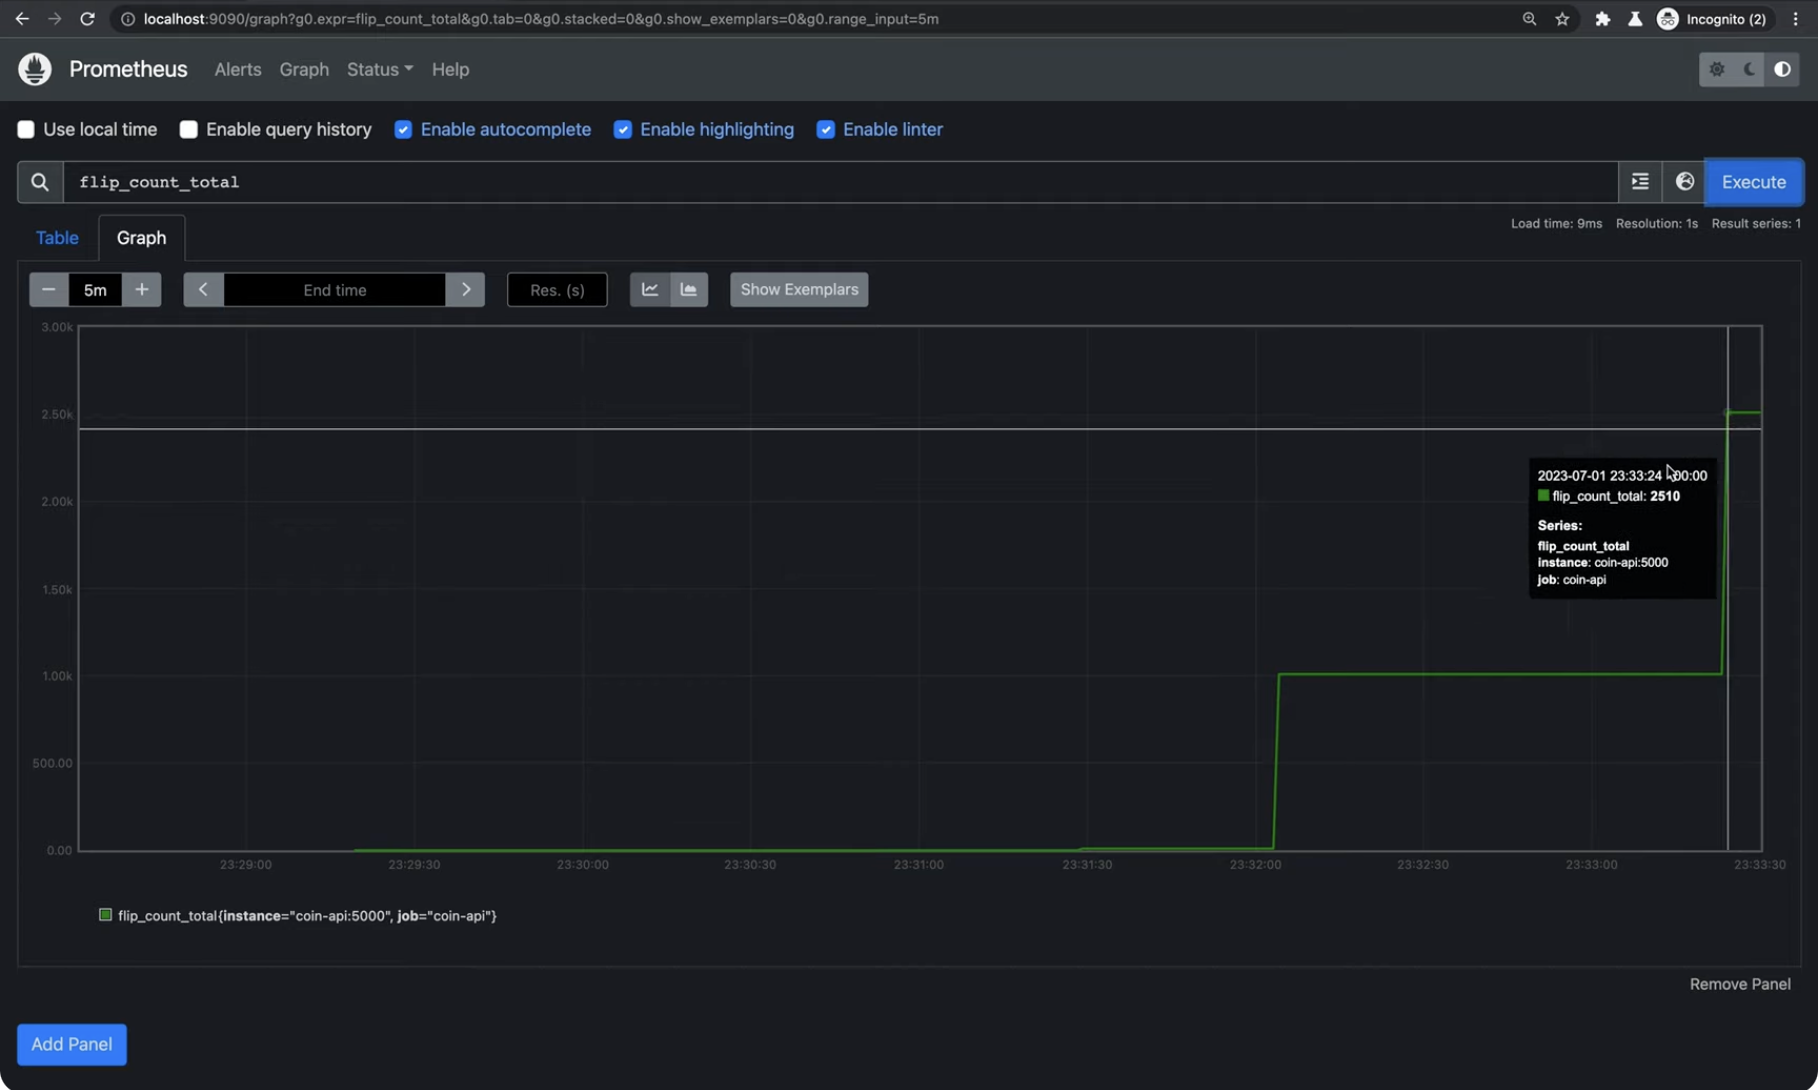 localhost:9090/graph?g0.expr=flip_count_total&g0.tab=0&g0.stacked=0&g0.show_exemplars=0&g0.range_input=5m
Incognito (2)
Prometheus Alerts Graph Status Help
Use local time Enable query history Enable autocomplete Enable highlighting Enable linter
flip_count_total
Execute
Load time: 9ms Resolution: 1s Result series: 1
Table Graph
− 5m + End time Res. (s) Show Exemplars
3.00k
2.50k
2.00k
1.50k
1.00k
500.00
0.00
2023-07-01 23:33:24 00:00
flip_count_total: 2510
Series:
flip_count_total
instance: coin-api:5000
job: coin-api
23:29:00 23:29:30 23:30:00 23:30:30 23:31:00 23:31:30 23:32:00 23:32:30 23:33:00 23:33:30
flip_count_total{instance="coin-api:5000", job="coin-api"}
Remove Panel
Add Panel